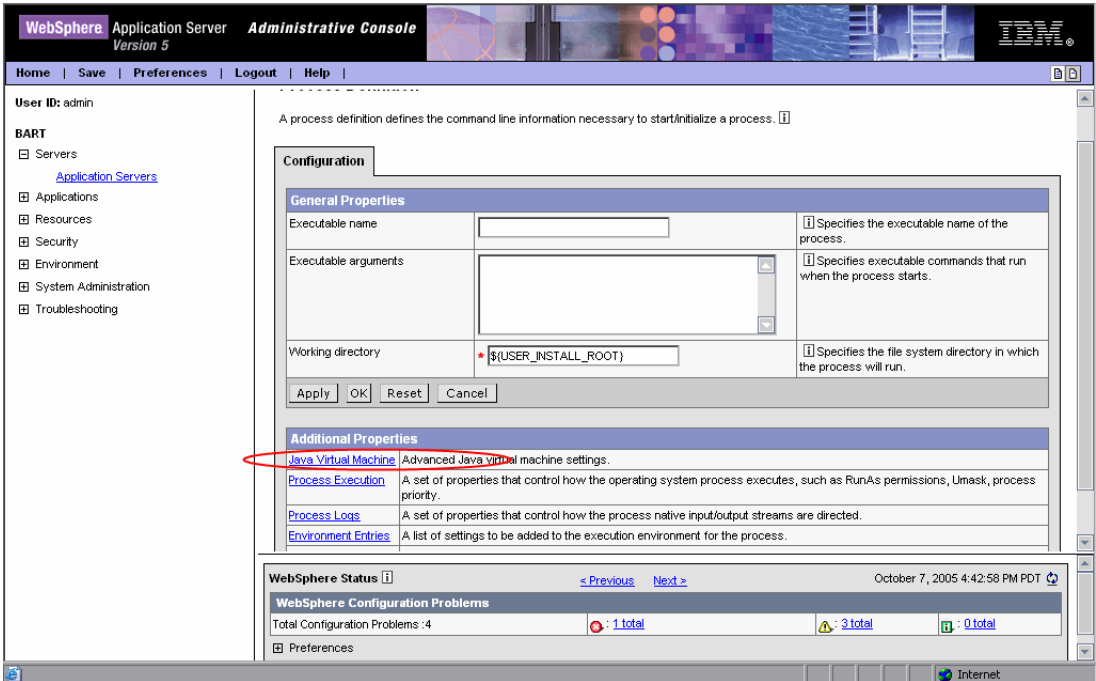 WebSphere Application Server Administrative Console
Version 5
IBM®
Home | Save | Preferences | Logout | Help |
User ID: admin
BART
Servers
Application Servers
Applications
Resources
Security
Environment
System Administration
Troubleshooting
Process Definition
A process definition defines the command line information necessary to start/initialize a process. i
Configuration
General Properties
Executable name
i Specifies the executable name of the
process.
Executable arguments
i Specifies executable commands that run
when the process starts.
Working directory
* ${USER_INSTALL_ROOT}
i Specifies the file system directory in which
the process will run.
Apply OK Reset Cancel
Additional Properties
Java Virtual Machine Advanced Java virtual machine settings.
Process Execution A set of properties that control how the operating system process executes, such as RunAs permissions, Umask, process
priority.
Process Logs A set of properties that control how the process native input/output streams are directed.
Environment Entries A list of settings to be added to the execution environment for the process.
WebSphere Status i < Previous Next > October 7, 2005 4:42:58 PM PDT
WebSphere Configuration Problems
Total Configuration Problems :4 : 1 total : 3 total : 0 total
Preferences
Internet